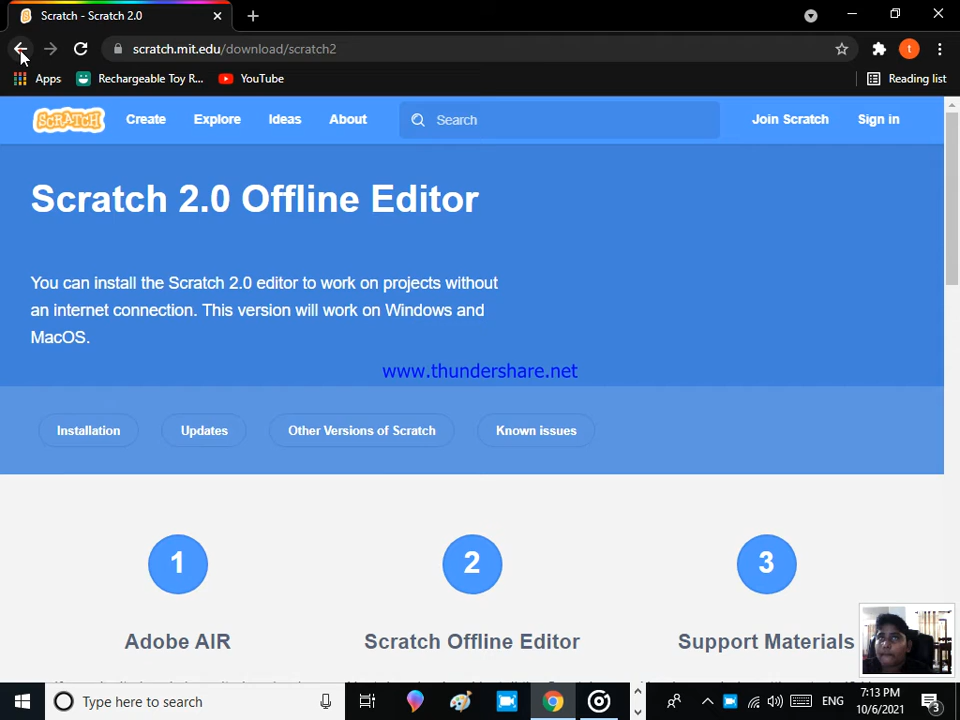 Scratch - Scratch 2.0
scratch.mit.edu/download/scratch2
Apps
Rechargeable Toy R...
YouTube
Reading list
SCRATCH
Create
Explore
Ideas
About
Search
Join Scratch
Sign in
Scratch 2.0 Offline Editor
You can install the Scratch 2.0 editor to work on projects without
an internet connection. This version will work on Windows and
MacOS.
www.thundershare.net
Installation
Updates
Other Versions of Scratch
Known issues
1
2
3
Adobe AIR
Scratch Offline Editor
Support Materials
Type here to search
ENG
7:13 PM
10/6/2021
3
t